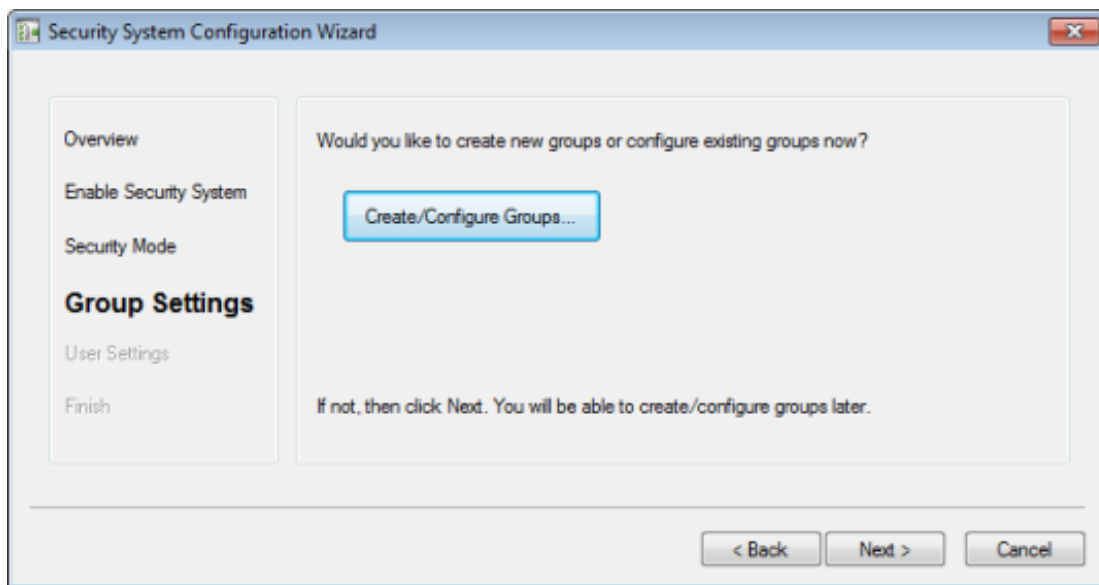 Security System Configuration Wizard
Overview
Enable Security System
Security Mode
Group Settings
User Settings
Finish
Would you like to create new groups or configure existing groups now?
Create/Configure Groups...
If not, then click Next. You will be able to create/configure groups later.
< Back
Next >
Cancel